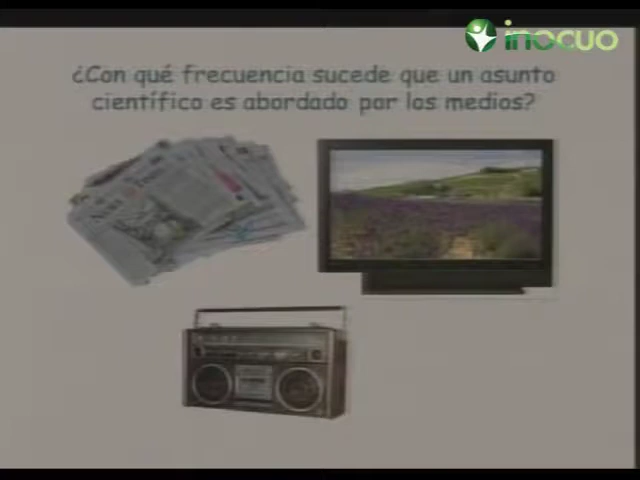 inocuo
¿Con qué frecuencia sucede que un asunto
científico es abordado por los medios?